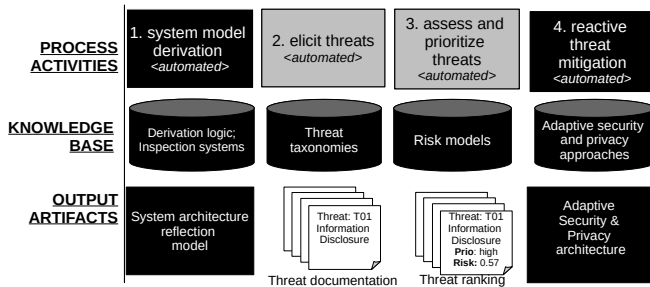 PROCESS
ACTIVITIES
1. system model
derivation
<automated>
2. elicit threats
<automated>
3. assess and
prioritize
threats
<automated>
4. reactive
threat
mitigation
<automated>
KNOWLEDGE
BASE
Derivation logic;
Inspection systems
Threat
taxonomies
Risk models
Adaptive security
and privacy
approaches
OUTPUT
ARTIFACTS
System architecture
reflection
model
Threat: T01
Information
Disclosure
Threat documentation
Threat: T01
Information
Disclosure
Prio: high
Risk: 0.57
Threat ranking
Adaptive
Security &
Privacy
architecture